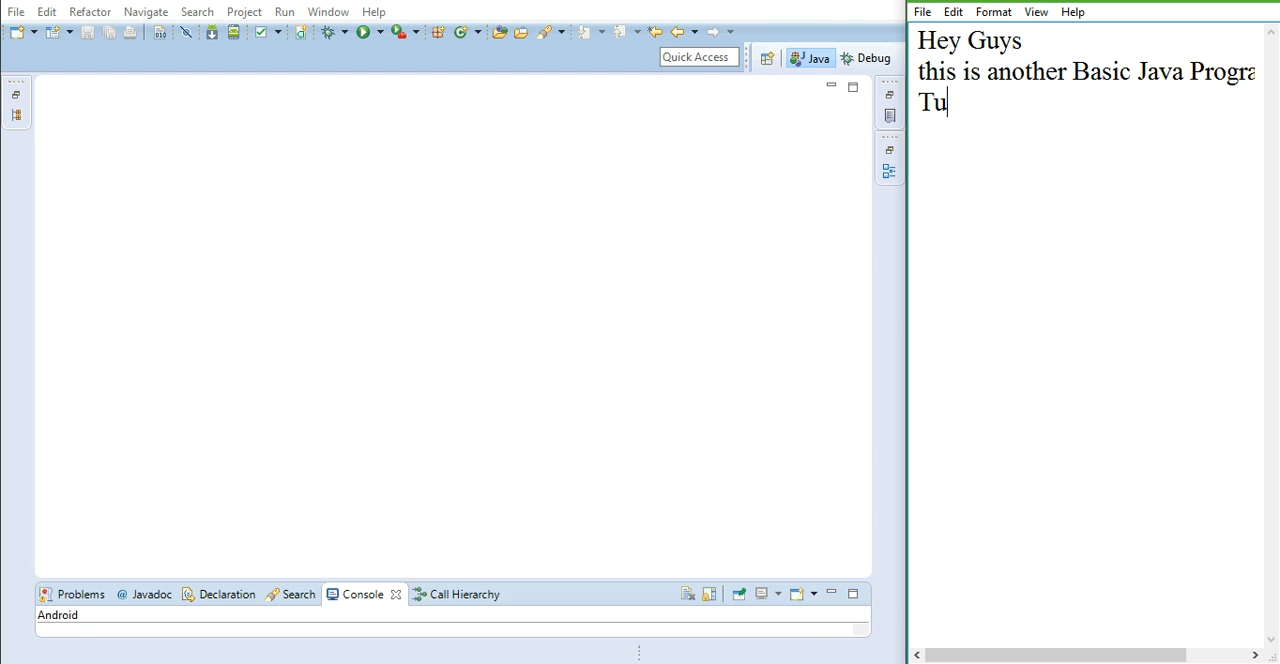 File Edit Refactor Navigate Search Project Run Window Help
Quick Access
Java
Debug
Problems
@ Javadoc
Declaration
Search
Console
Call Hierarchy
Android
File Edit Format View Help
Hey Guys
this is another Basic Java Progra
Tu